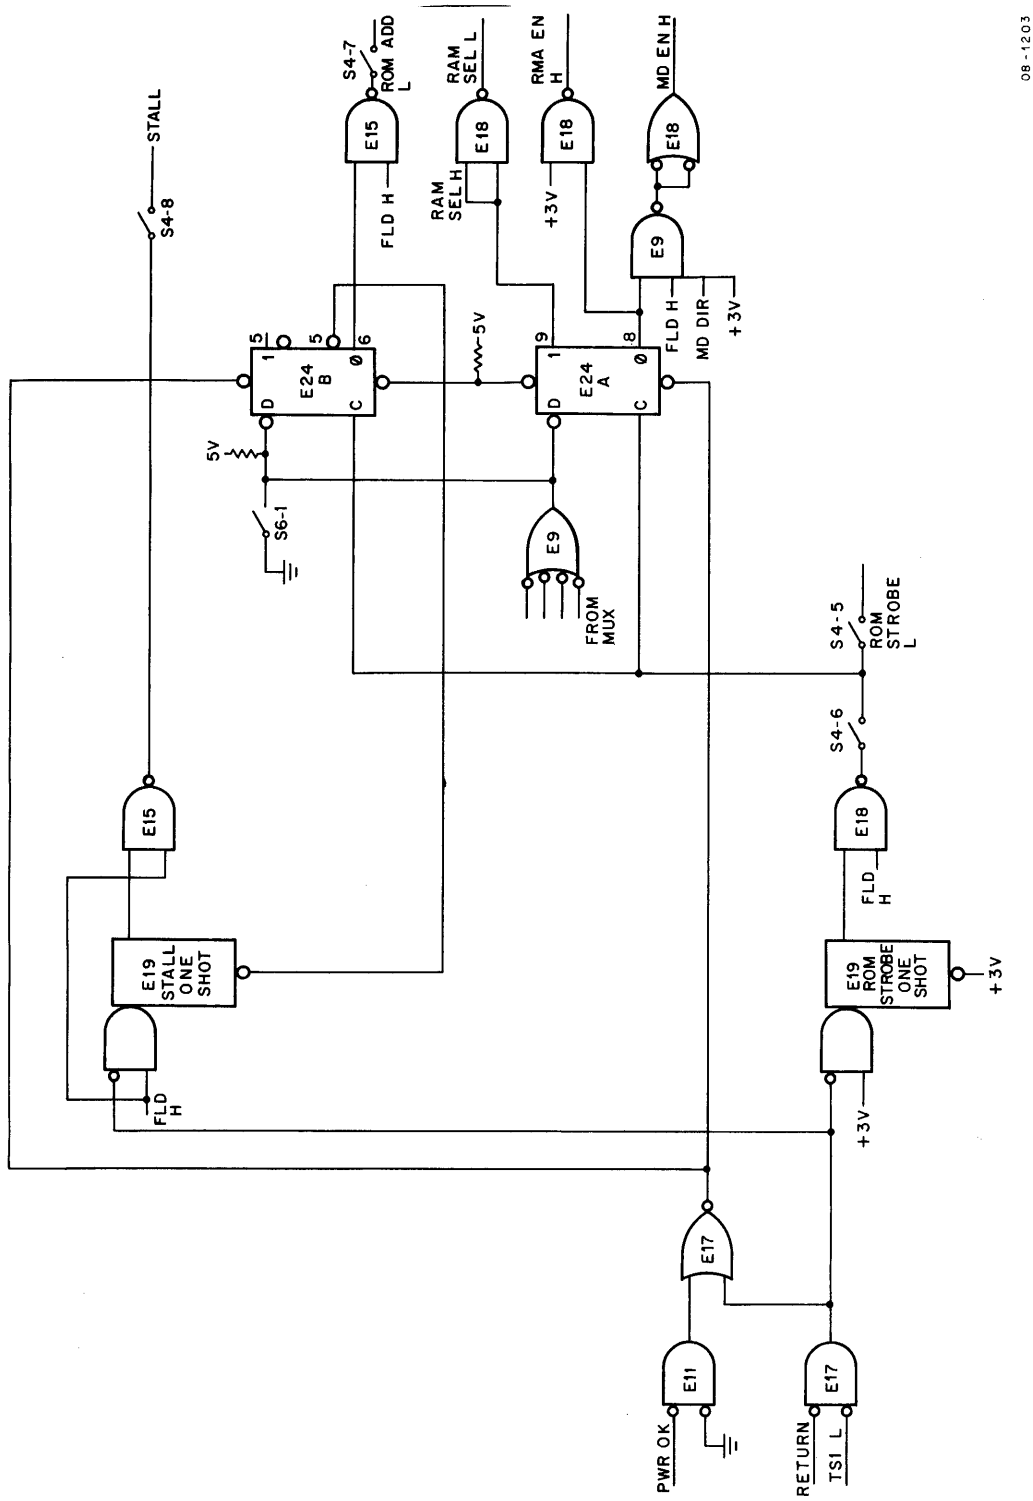 08-1203
S4-7
ROM ADD
L
RAM
SEL L
RMA EN
H
MD EN H
STALL
S4-8
E15
E18
E18
E18
FLD H
RAM
SEL H
+3V
E9
FLD H
MD DIR
+3V
5
1
5
6
0
E24
B
D
C
5V
9
1
8
0
E24
A
D
C
5V
S6-1
E9
FROM
MUX
S4-5
ROM
STROBE
L
S4-6
E15
E18
FLD
H
E19
STALL
ONE
SHOT
E19
ROM
STROBE
ONE
SHOT
+3V
FLD
H
+3V
E17
E11
E17
PWR OK
RETURN
TS1 L